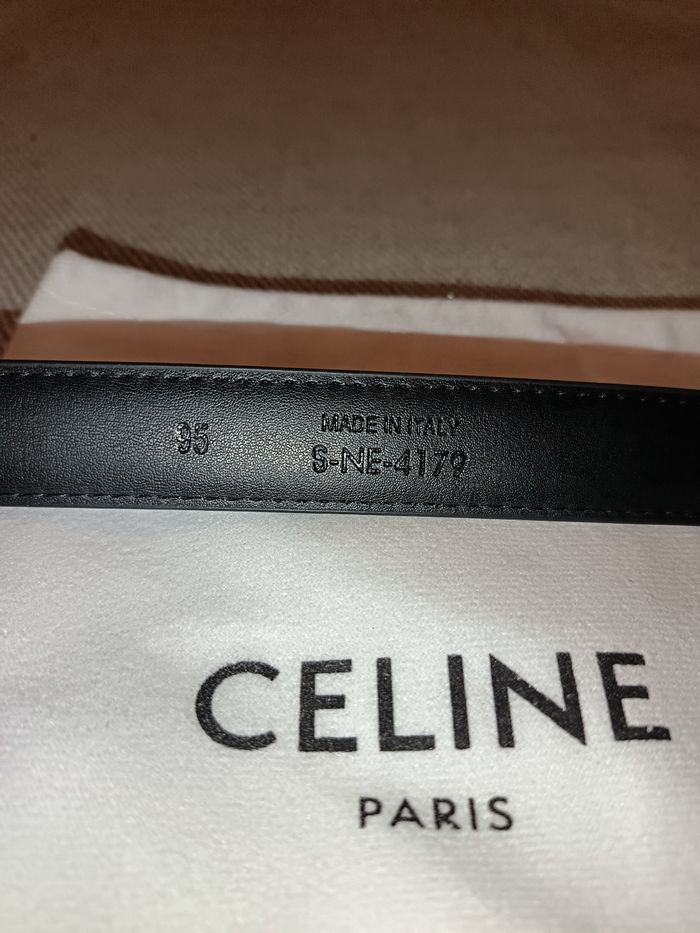 95
MADE IN ITALY
S-NE-4179
CELINE
PARIS